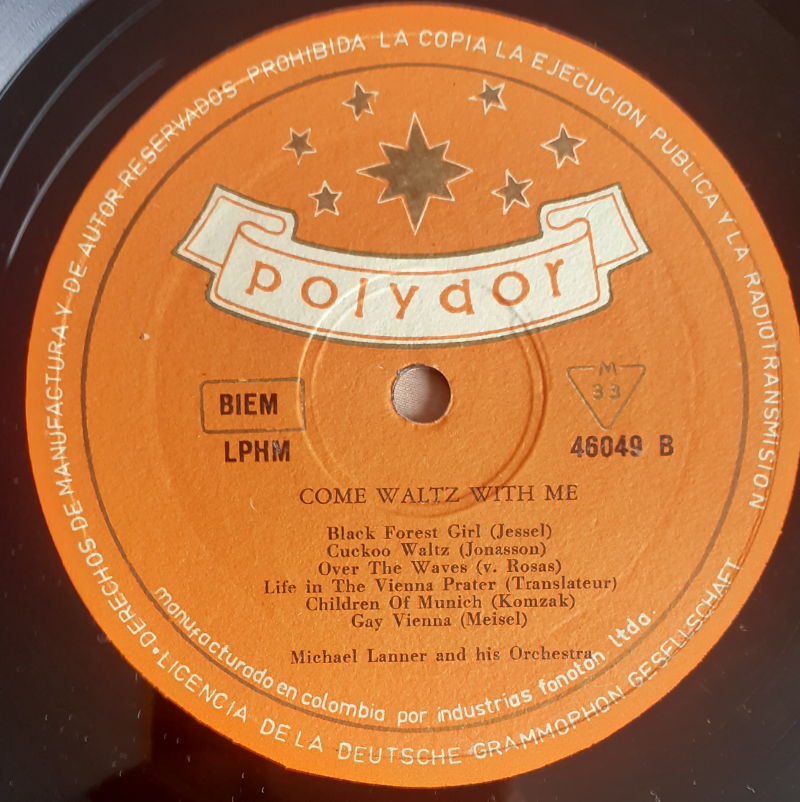 DERECHOS DE MANUFACTURA Y DE AUTOR RESERVADOS PROHIBIDA LA COPIA LA EJECUCION PUBLICA Y LA RADIOTRANSMISION
polydor
BIEM
LPHM
M
33
46049 B
COME WALTZ WITH ME
Black Forest Girl (Jessel)
Cuckoo Waltz (Jonasson)
Over The Waves (v. Rosas)
Life in The Vienna Prater (Translateur)
Children Of Munich (Komzak)
Gay Vienna (Meisel)
Michael Lanner and his Orchestra
manufacturado en colombia por industrias fonoton ltda.
• LICENCIA DE LA DEUTSCHE GRAMMOPHON GESELLSCHAFT